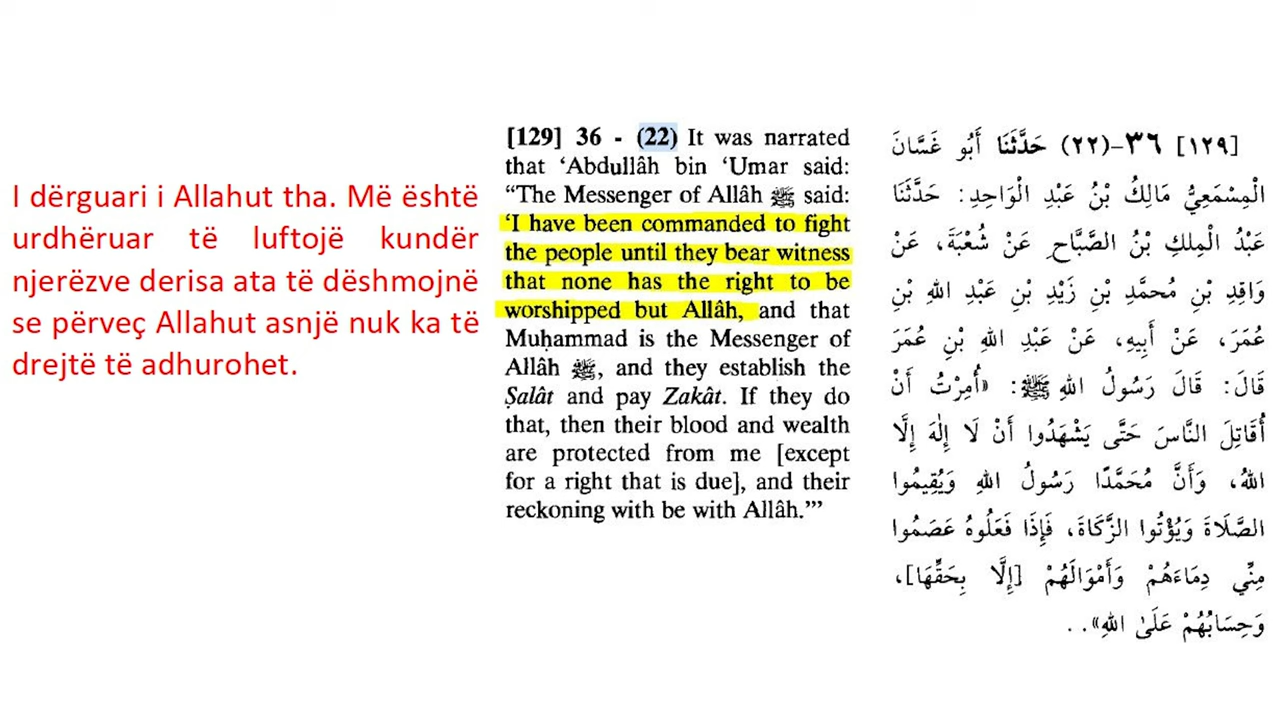 I dërguari i Allahut tha. Më është
urdhëruar të luftojë kundër
njerëzve derisa ata të dëshmojnë
se përveç Allahut asnjë nuk ka të
drejtë të adhurohet.
[129] 36 - (22) It was narrated
that ‘Abdullâh bin ‘Umar said:
“The Messenger of Allâh ﷺ said:
‘I have been commanded to fight
the people until they bear witness
that none has the right to be
worshipped but Allâh, and that
Muḥammad is the Messenger of
Allâh ﷺ, and they establish the
Ṣalât and pay Zakât. If they do
that, then their blood and wealth
are protected from me [except
for a right that is due], and their
reckoning with be with Allâh.’”
[١٢٩] ٣٦-(٢٢) حَدَّثَنَا أَبُو غَسَّانَ
الْمِسْمَعِيُّ مَالِكُ بْنُ عَبْدِ الْوَاحِدِ: حَدَّثَنَا
عَبْدُ الْمَلِكِ بْنُ الصَّبَّاحِ عَنْ شُعْبَةَ، عَنْ
وَاقِدِ بْنِ مُحَمَّدِ بْنِ زَيْدِ بْنِ عَبْدِ اللهِ بْنِ
عُمَرَ، عَنْ أَبِيهِ، عَنْ عَبْدِ اللهِ بْنِ عُمَرَ
قَالَ: قَالَ رَسُولُ اللهِ ﷺ: «أُمِرْتُ أَنْ
أُقَاتِلَ النَّاسَ حَتَّى يَشْهَدُوا أَنْ لَا إِلٰهَ إِلَّا
اللهُ، وَأَنَّ مُحَمَّدًا رَسُولُ اللهِ وَيُقِيمُوا
الصَّلَاةَ وَيُؤْتُوا الزَّكَاةَ، فَإِذَا فَعَلُوهُ عَصَمُوا
مِنِّي دِمَاءَهُمْ وَأَمْوَالَهُمْ [إِلَّا بِحَقِّهَا]،
وَحِسَابُهُمْ عَلَىٰ اللهِ»..